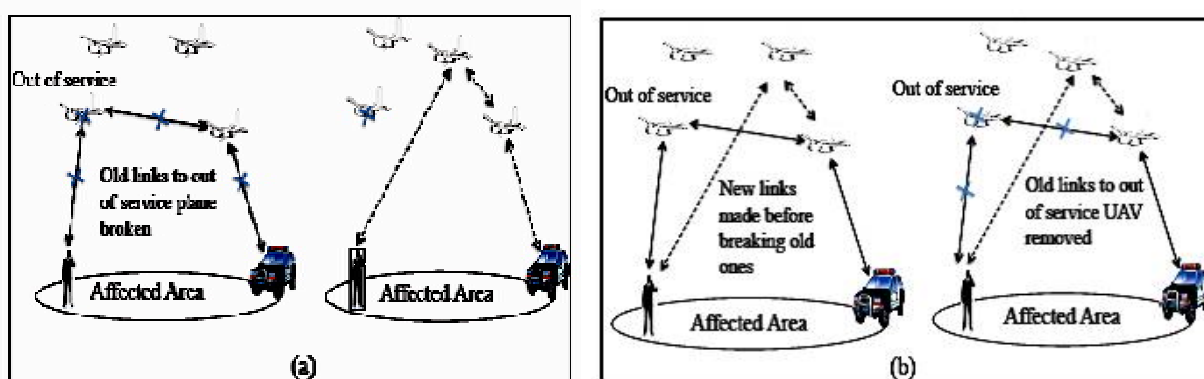 Out of service
Old links to out
of service plane
broken
Affected Area
Affected Area
(a)
Out of service
New links
made before
breaking old
ones
Affected Area
Out of service
Old links to out
of service UAV
removed
Affected Area
(b)